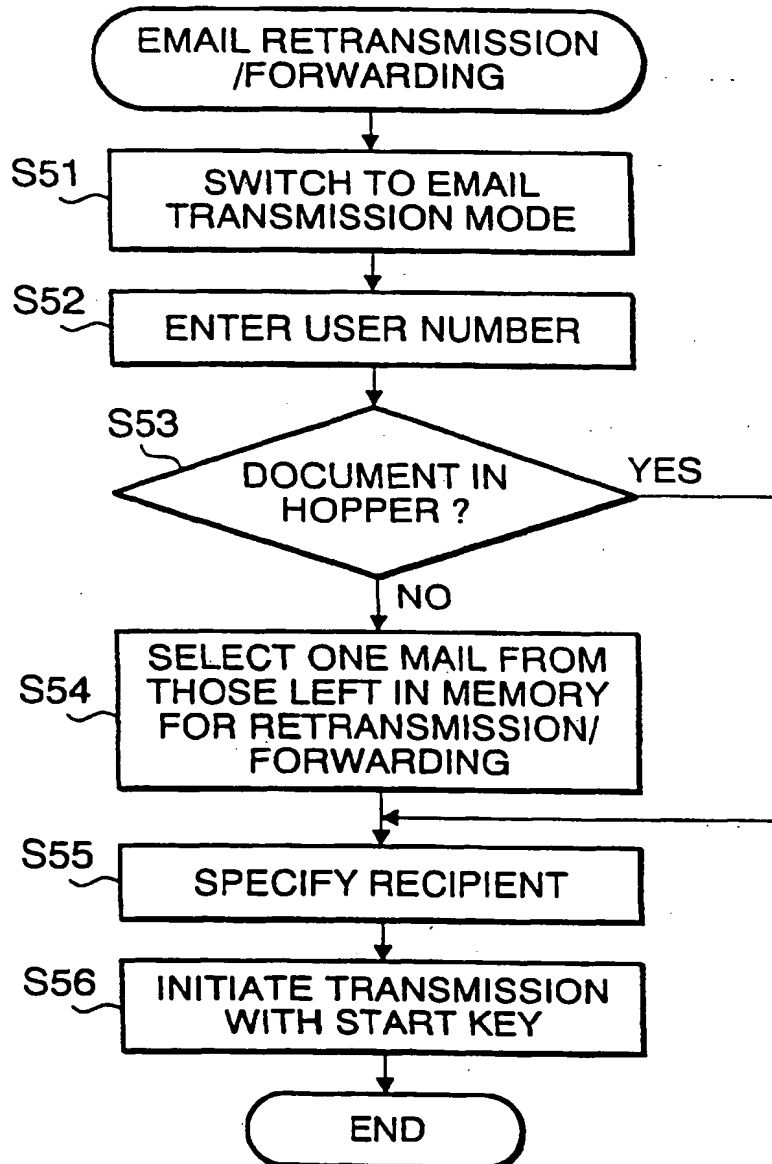 EMAIL RETRANSMISSION
/FORWARDING
S51
SWITCH TO EMAIL
TRANSMISSION MODE
S52
ENTER USER NUMBER
S53
DOCUMENT IN
HOPPER ?
YES
NO
S54
SELECT ONE MAIL FROM
THOSE LEFT IN MEMORY
FOR RETRANSMISSION/
FORWARDING
S55
SPECIFY RECIPIENT
S56
INITIATE TRANSMISSION
WITH START KEY
END